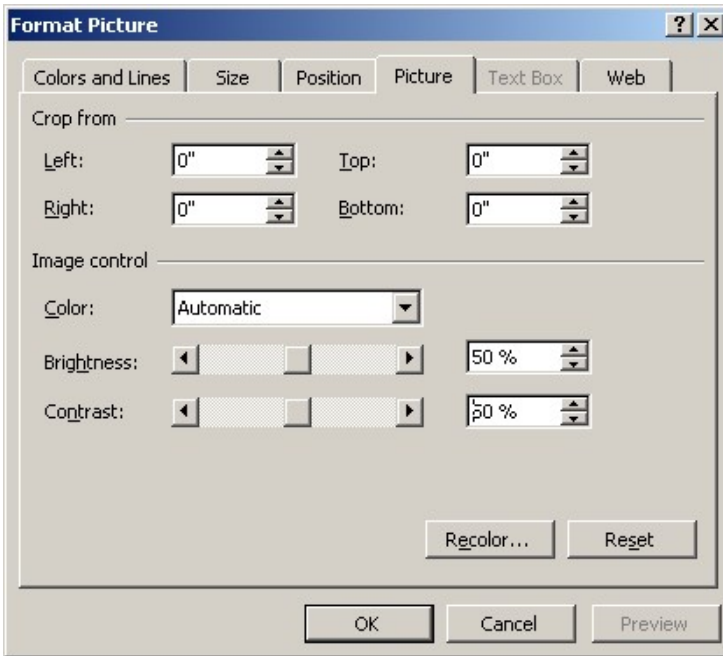 Format Picture
Colors and Lines Size Position Picture Text Box Web
Crop from
Left: 0" Top: 0"
Right: 0" Bottom: 0"
Image control
Color: Automatic
Brightness: 50 %
Contrast: 50 %
Recolor... Reset
OK Cancel Preview